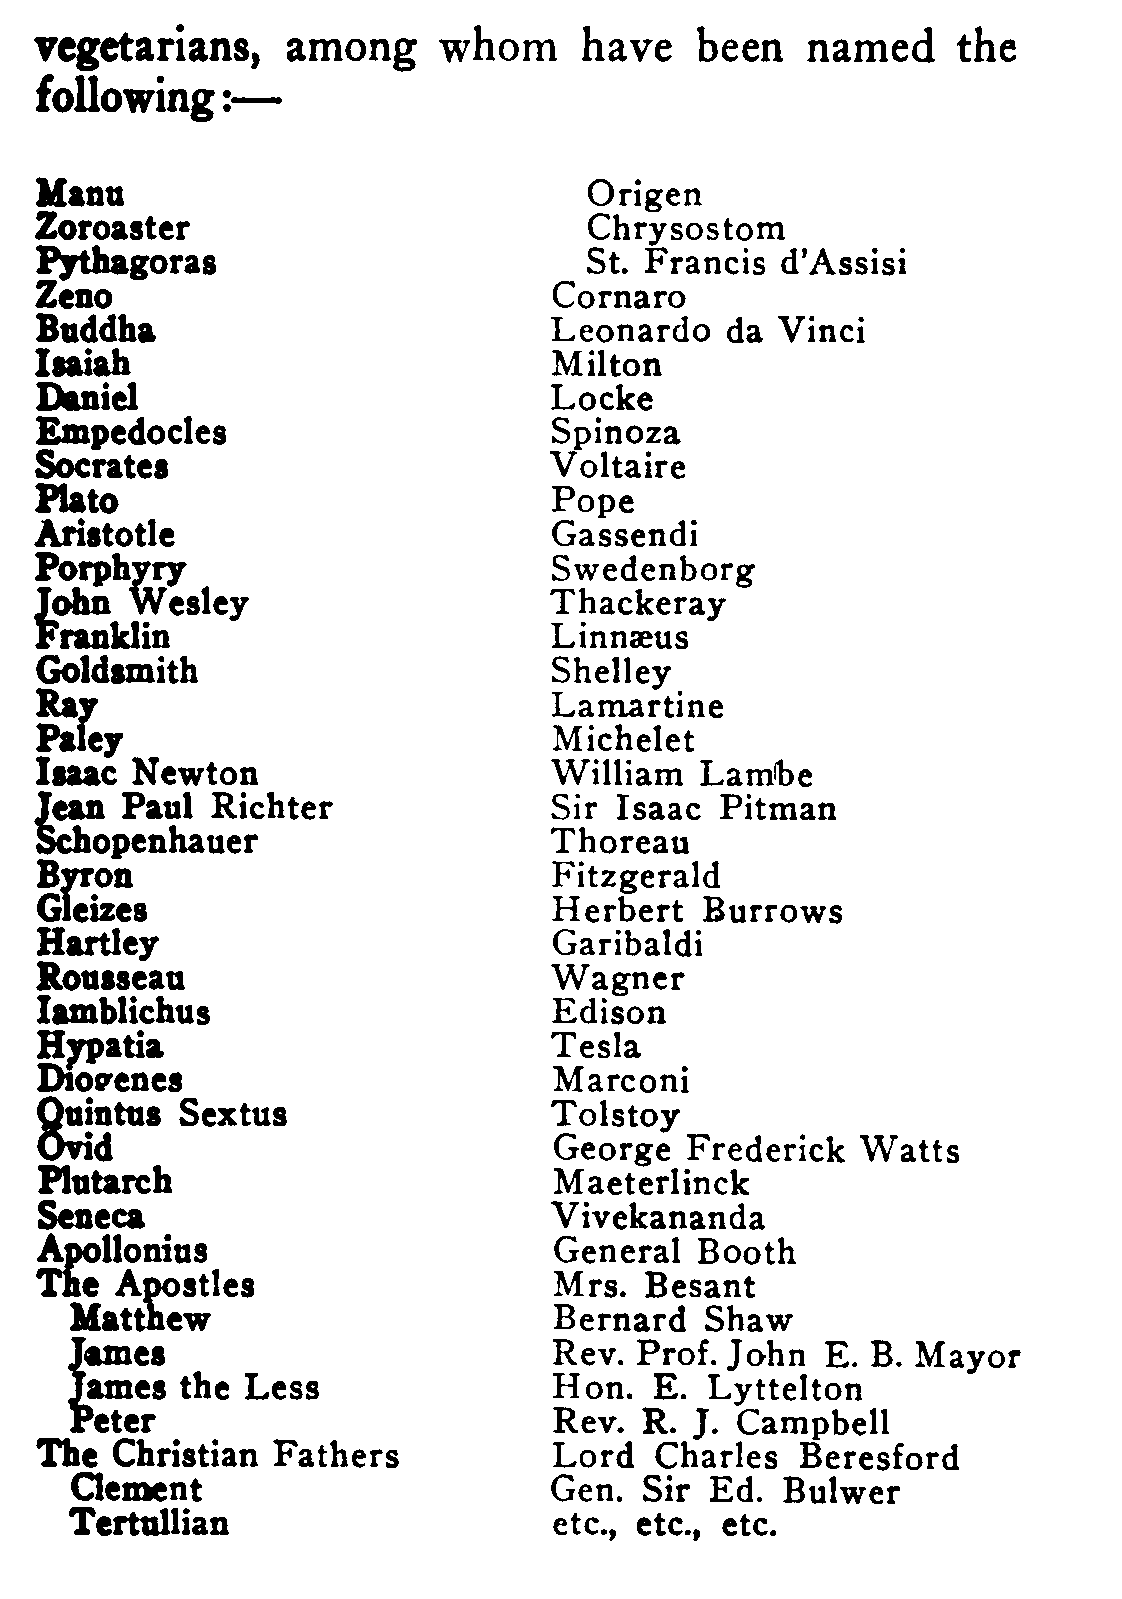 vegetarians, among whom have been named the
following:—
Manu
Zoroaster
Pythagoras
Zeno
Buddha
Isaiah
Daniel
Empedocles
Socrates
Plato
Aristotle
Porphyry
John Wesley
Franklin
Goldsmith
Ray
Paley
Isaac Newton
Jean Paul Richter
Schopenhauer
Byron
Gleizes
Hartley
Rousseau
Iamblichus
Hypatia
Diogenes
Quintus Sextus
Ovid
Plutarch
Seneca
Apollonius
The Apostles
Matthew
James
James the Less
Peter
The Christian Fathers
Clement
Tertullian
Origen
Chrysostom
St. Francis d'Assisi
Cornaro
Leonardo da Vinci
Milton
Locke
Spinoza
Voltaire
Pope
Gassendi
Swedenborg
Thackeray
Linnæus
Shelley
Lamartine
Michelet
William Lambe
Sir Isaac Pitman
Thoreau
Fitzgerald
Herbert Burrows
Garibaldi
Wagner
Edison
Tesla
Marconi
Tolstoy
George Frederick Watts
Maeterlinck
Vivekananda
General Booth
Mrs. Besant
Bernard Shaw
Rev. Prof. John E. B. Mayor
Hon. E. Lyttelton
Rev. R. J. Campbell
Lord Charles Beresford
Gen. Sir Ed. Bulwer
etc., etc., etc.